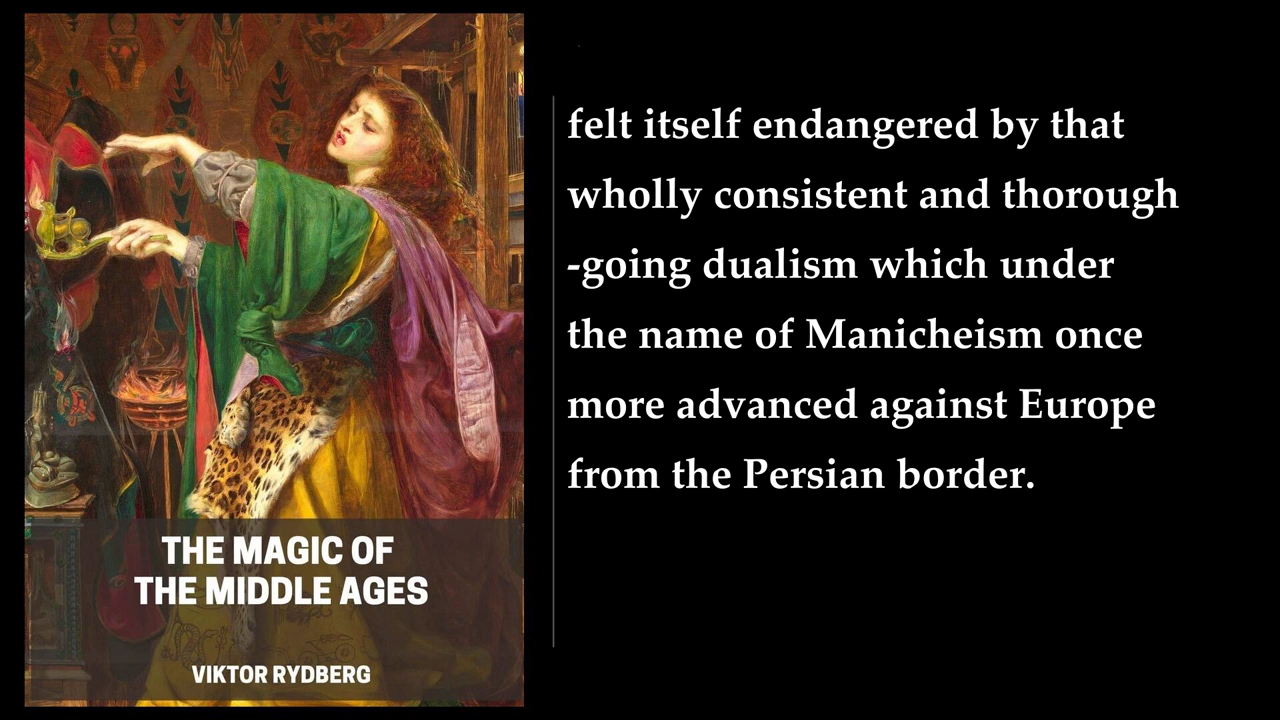 THE MAGIC OF
THE MIDDLE AGES
VIKTOR RYDBERG
felt itself endangered by that
wholly consistent and thorough
-going dualism which under
the name of Manicheism once
more advanced against Europe
from the Persian border.